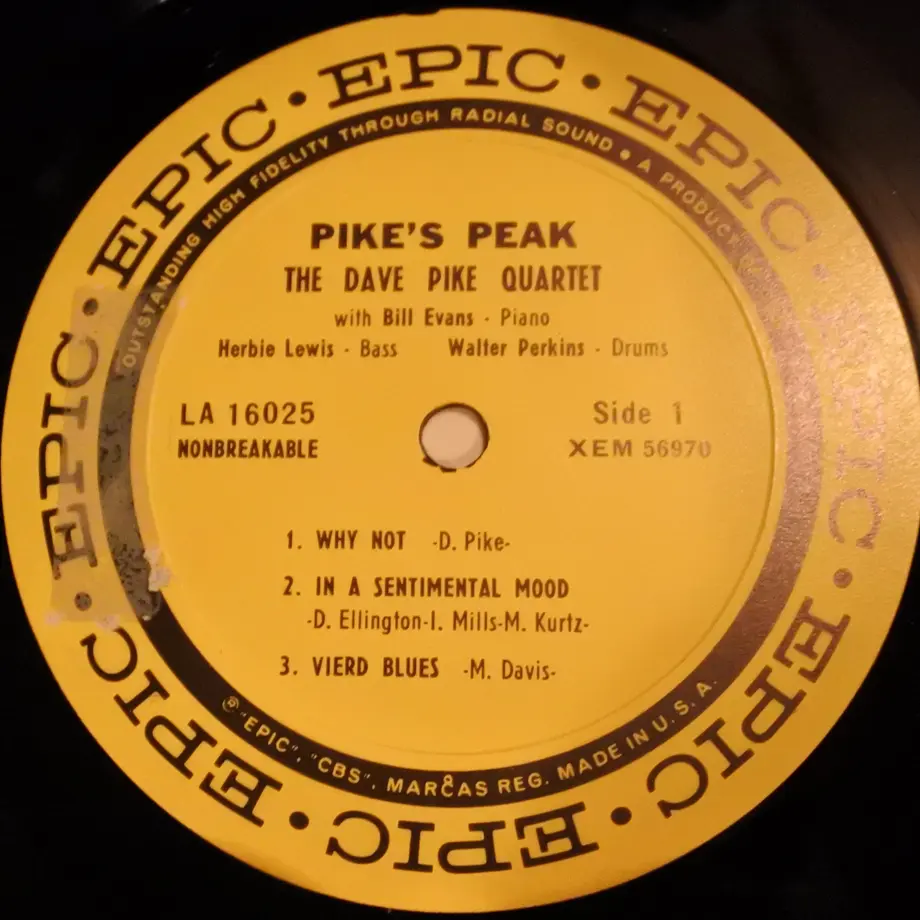 EPIC • EPIC • EPIC • EPIC • EPIC • EPIC • EPIC • EPIC •
OUTSTANDING HIGH FIDELITY THROUGH RADIAL SOUND • A PRODUCT
PIKE'S PEAK
THE DAVE PIKE QUARTET
with Bill Evans - Piano
Herbie Lewis - Bass Walter Perkins - Drums
LA 16025 Side 1
NONBREAKABLE XEM 56970
1. WHY NOT -D. Pike-
2. IN A SENTIMENTAL MOOD
-D. Ellington-I. Mills-M. Kurtz-
3. VIERD BLUES -M. Davis-
® "EPIC", "CBS", MARCAS REG. MADE IN U.S.A.